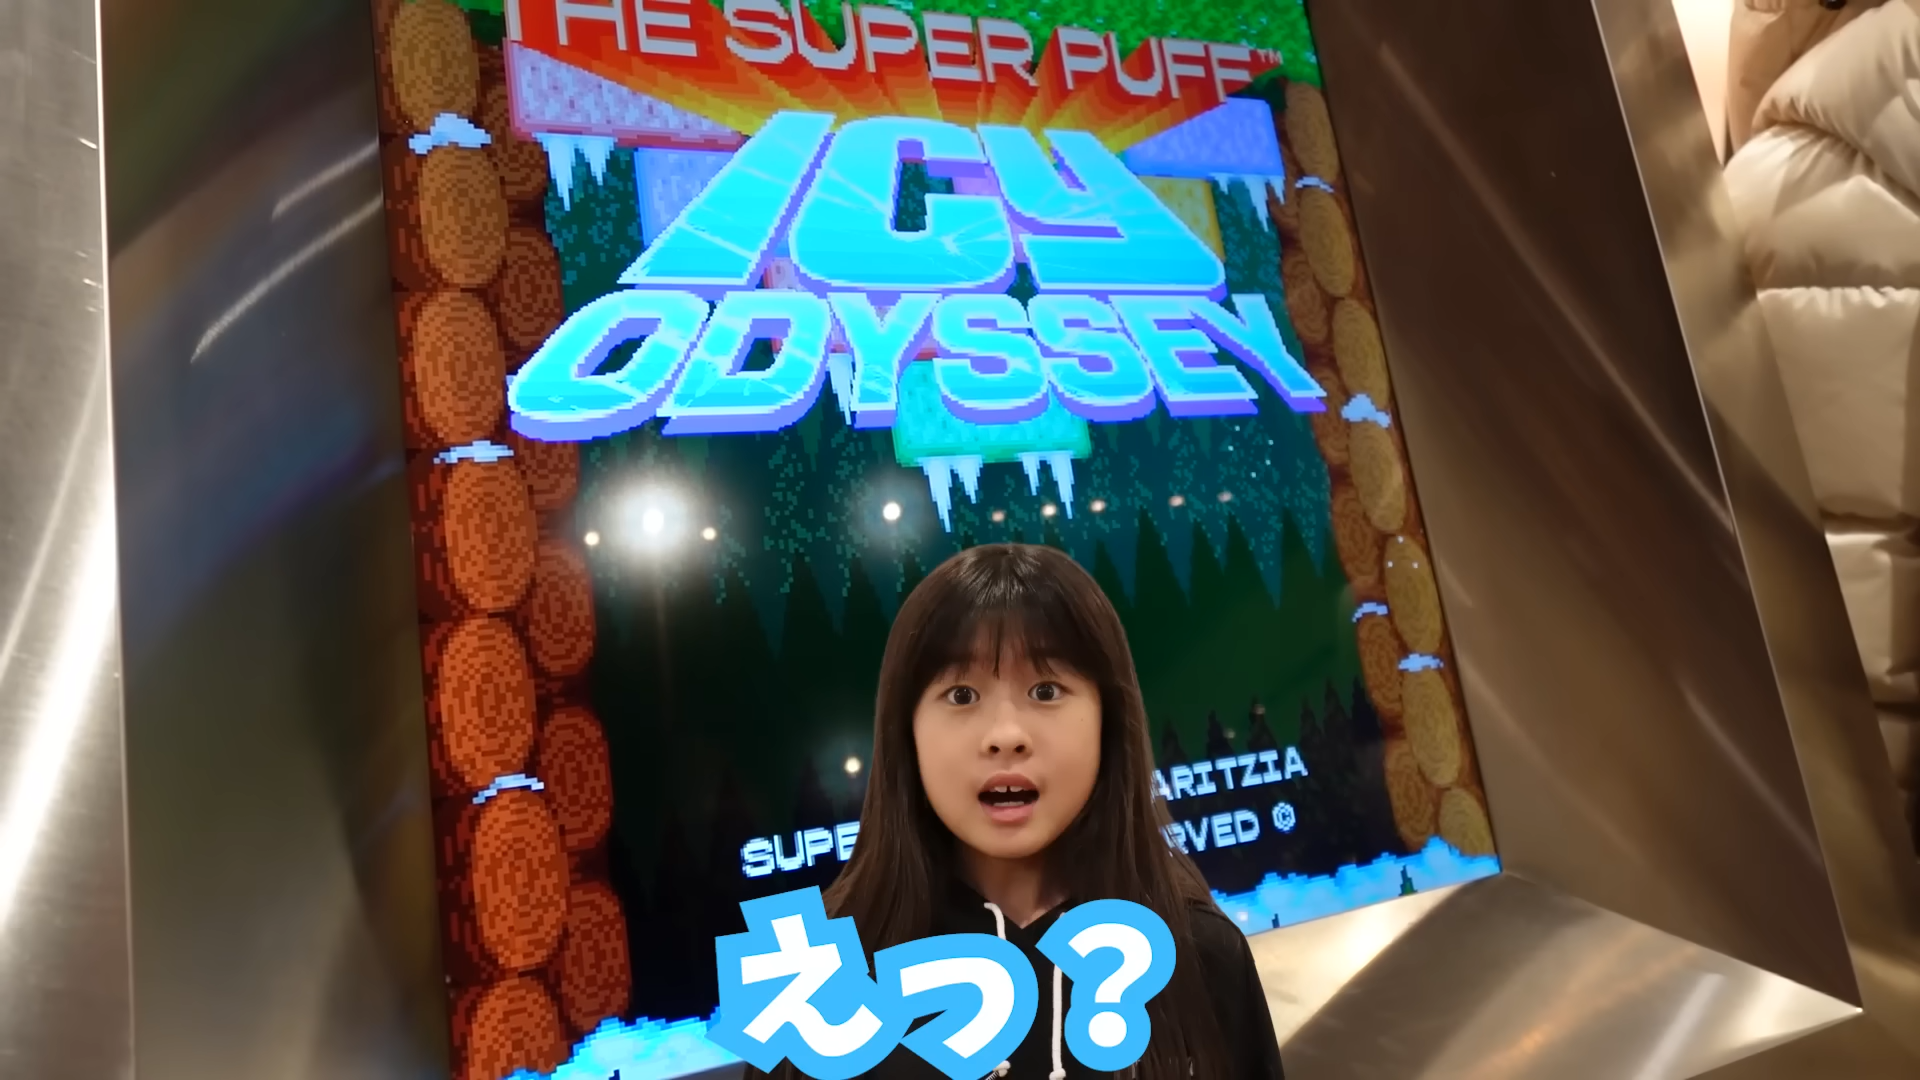 THE SUPER PUFF™
ICY
ODYSSEY
ARITZIA
SUPE
RVED ©
えっ？